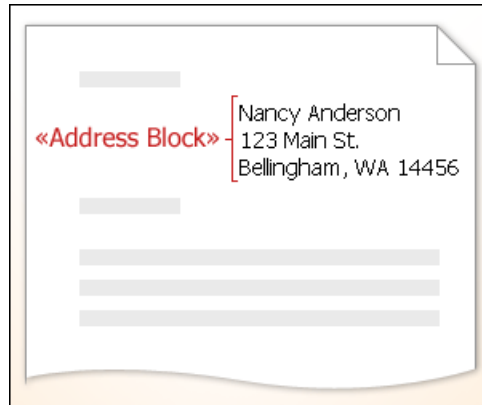 «Address Block»
Nancy Anderson
123 Main St.
Bellingham, WA 14456